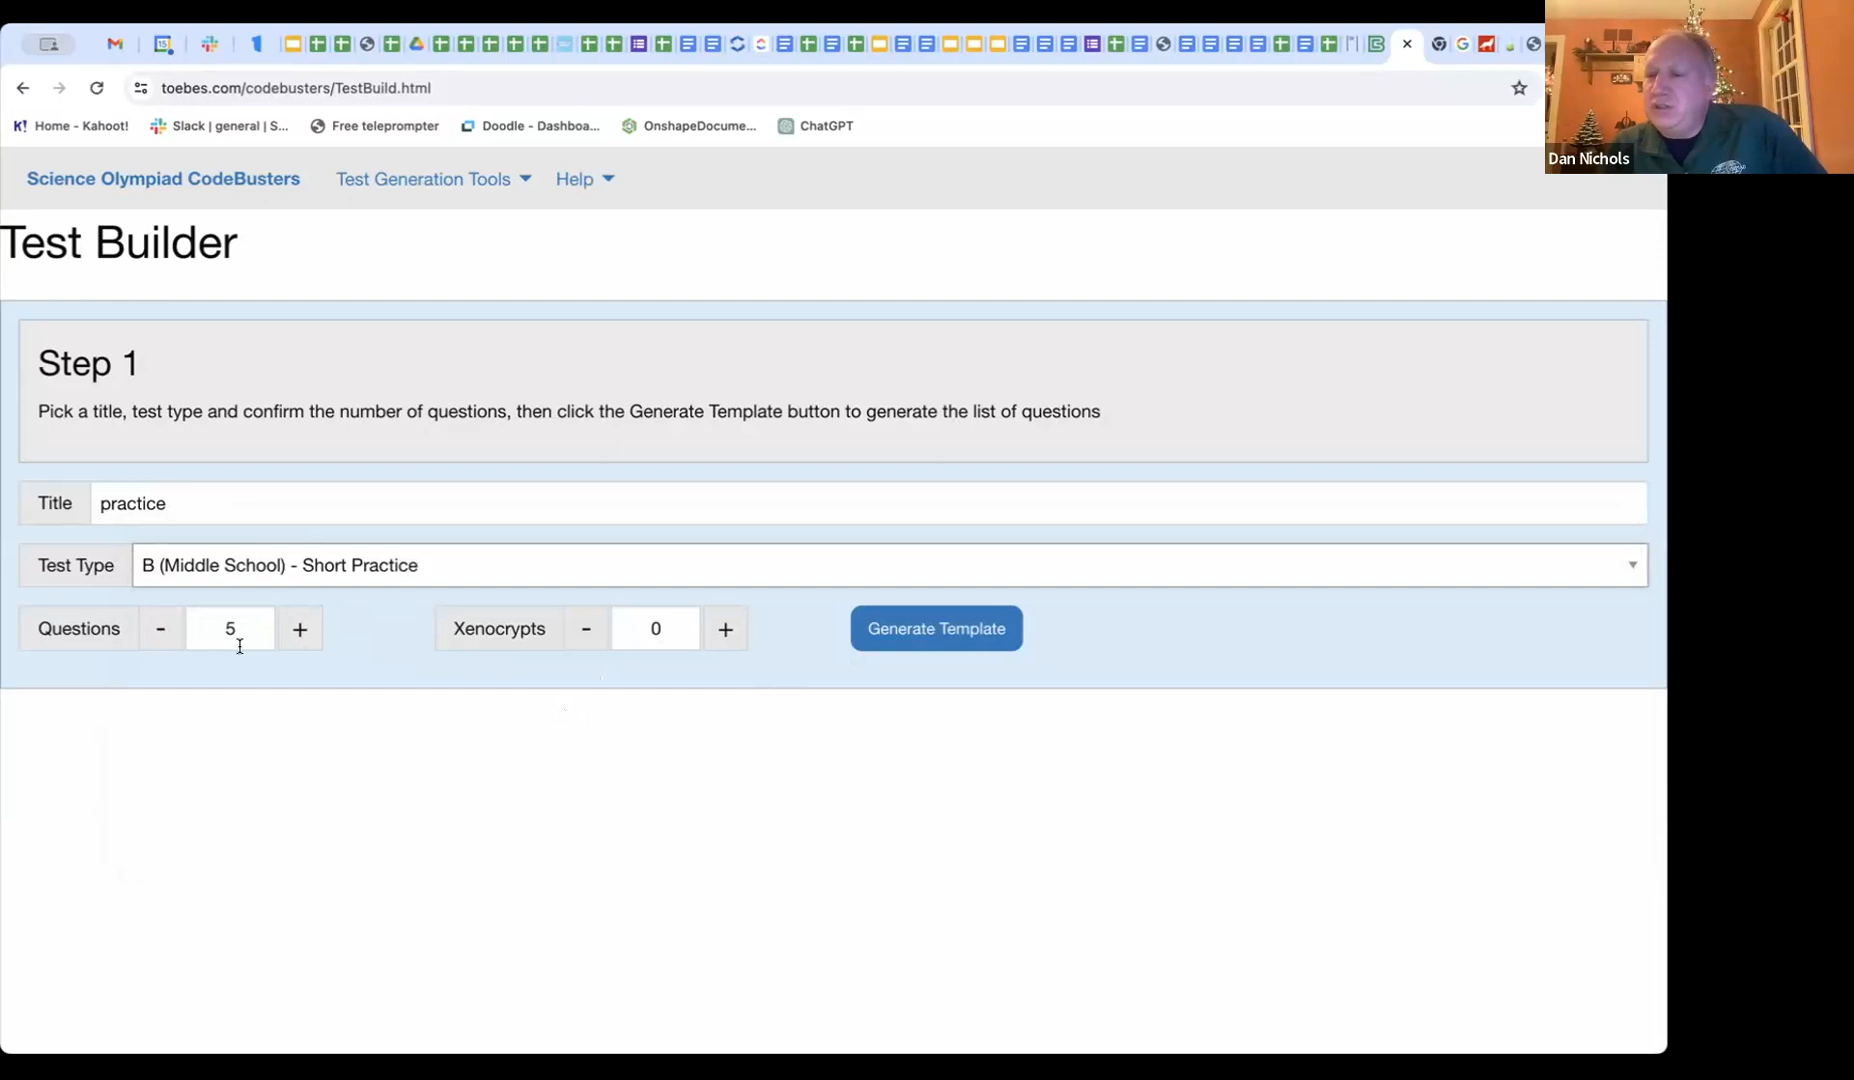 toebes.com/codebusters/TestBuild.html
Home - Kahoot!
Slack | general | S...
Free teleprompter
Doodle - Dashboa...
OnshapeDocume...
ChatGPT
Dan Nichols
Science Olympiad CodeBusters
Test Generation Tools
Help
Test Builder
Step 1
Pick a title, test type and confirm the number of questions, then click the Generate Template button to generate the list of questions
Title practice
Test Type B (Middle School) - Short Practice
Questions - 5 + Xenocrypts - 0 + Generate Template